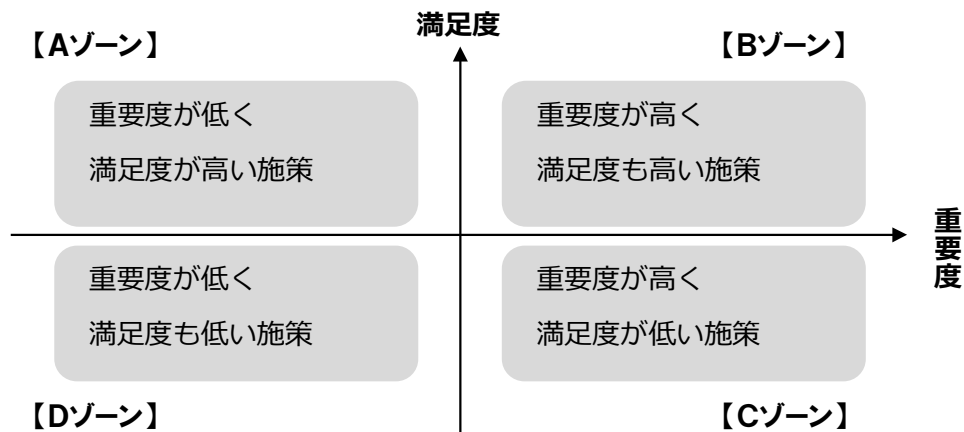 満足度
【Aゾーン】
【Bゾーン】
重要度が低く
満足度が高い施策
重要度が高く
満足度も高い施策
重要度
重要度が低く
満足度も低い施策
重要度が高く
満足度が低い施策
【Dゾーン】
【Cゾーン】